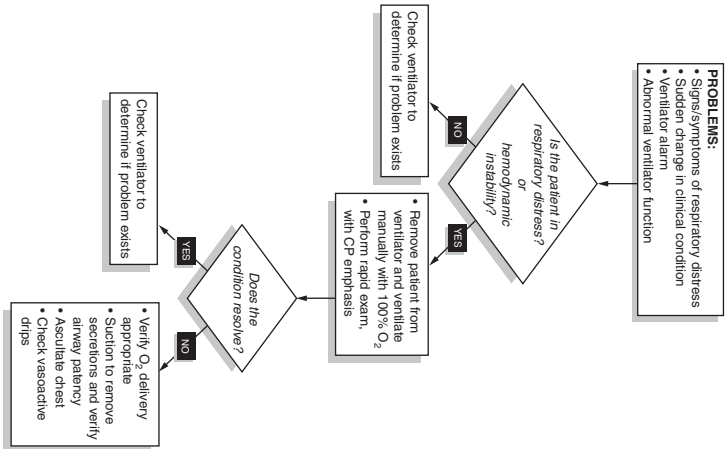 PROBLEMS:
• Signs/symptoms of respiratory distress
• Sudden change in clinical condition
• Ventilator alarm
• Abnormal ventilator function
Is the patient in
respiratory distress?
or
hemodynamic
instability?
NO
Check ventilator to
determine if problem exists
YES
• Remove patient from
ventilator and ventilate
manually with 100% O₂
• Perform rapid exam,
with CP emphasis
Does the
condition resolve?
YES
Check ventilator to
determine if problem exists
NO
• Verify O₂ delivery
appropriate
• Suction to remove
secretions and verify
airway patency
• Ascultate chest
• Check vasoactive
drips